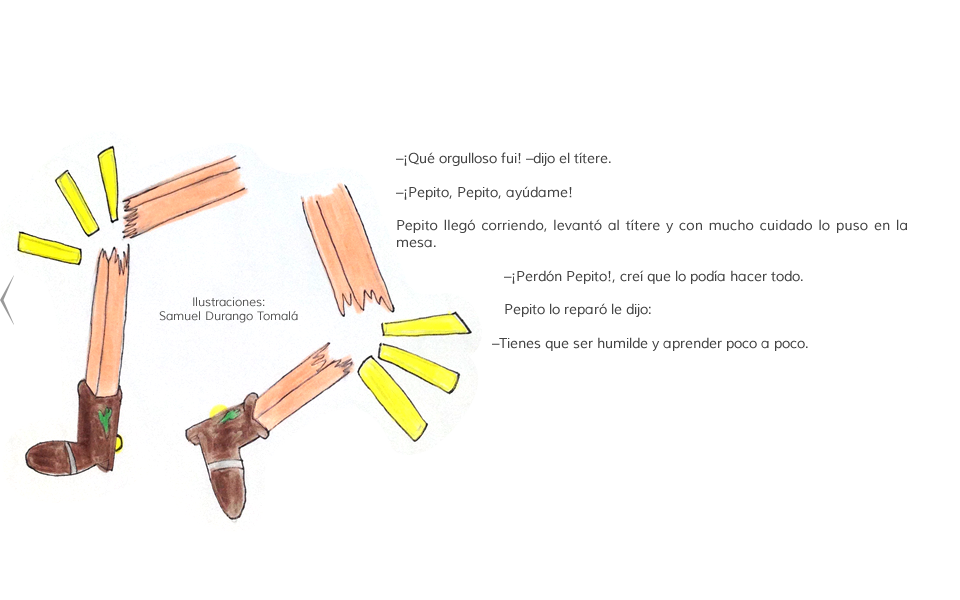 –¡Qué orgulloso fui! –dijo el títere.
–¡Pepito, Pepito, ayúdame!
Pepito llegó corriendo, levantó al títere y con mucho cuidado lo puso en la
mesa.
–¡Perdón Pepito!, creí que lo podía hacer todo.
Pepito lo reparó le dijo:
–Tienes que ser humilde y aprender poco a poco.
Ilustraciones:
Samuel Durango Tomalá